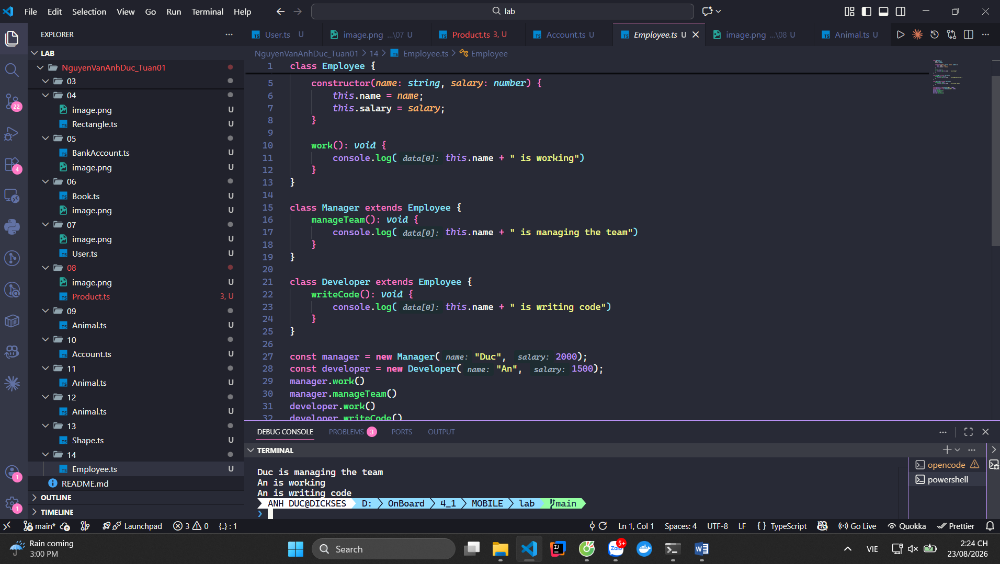 File Edit Selection View Go Run Terminal Help
lab
EXPLORER
LAB
NguyenVanAnhDuc_Tuan01
03
04
image.png U
Rectangle.ts U
05
BankAccount.ts U
image.png U
06
Book.ts U
image.png U
07
image.png U
User.ts U
08
image.png U
Product.ts 3, U
09
Animal.ts U
10
Account.ts U
11
Animal.ts U
12
Animal.ts U
13
Shape.ts U
14
Employee.ts U
README.md
OUTLINE
TIMELINE
22
4
1
1
User.ts U
image.png ...\07 U
Product.ts 3, U
Account.ts U
Employee.ts U
image.png ...\08 U
Animal.ts U
NguyenVanAnhDuc_Tuan01 > 14 > Employee.ts > Employee
1 class Employee {
5 constructor(name: string, salary: number) {
6 this.name = name;
7 this.salary = salary;
8 }
9
10 work(): void {
11 console.log( data[0]: this.name + " is working")
12 }
13 }
14
15 class Manager extends Employee {
16 manageTeam(): void {
17 console.log( data[0]: this.name + " is managing the team")
18 }
19 }
20
21 class Developer extends Employee {
22 writeCode(): void {
23 console.log( data[0]: this.name + " is writing code")
24 }
25 }
26
27 const manager = new Manager( name: "Duc", salary: 2000);
28 const developer = new Developer( name: "An", salary: 1500);
29 manager.work()
30 manager.manageTeam()
31 developer.work()
32 developer.writeCode()
DEBUG CONSOLE PROBLEMS 3 PORTS OUTPUT
TERMINAL
Duc is managing the team
An is working
An is writing code
ANH DUC@DICKSES D: OnBoard 4_1 MOBILE lab main
opencode
powershell
main* Launchpad 3 0 {..} : 1
Ln 1, Col 1 Spaces: 4 UTF-8 LF { } TypeScript Go Live Quokka Prettier
Rain coming
3:00 PM
Search
5+
Zalo
VIE
2:24 CH
23/08/2026